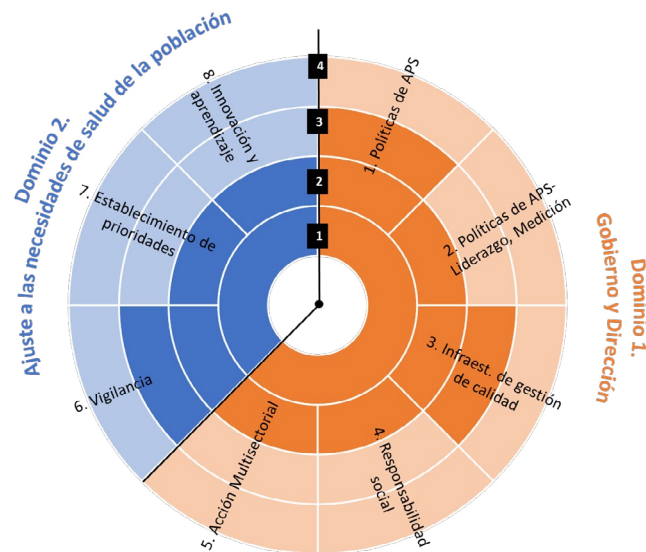 Dominio 2.
Ajuste a las necesidades de salud de la población
Dominio 1.
Gobierno y Dirección
4
3
2
1
1. Políticas de APS
2. Políticas de APS-
Liderazgo, Medición
3. Infraest. de gestión
de calidad
4. Responsabilidad
social
5. Acción Multisectorial
6. Vigilancia
7. Establecimiento de
prioridades
8. Innovación y
aprendizaje